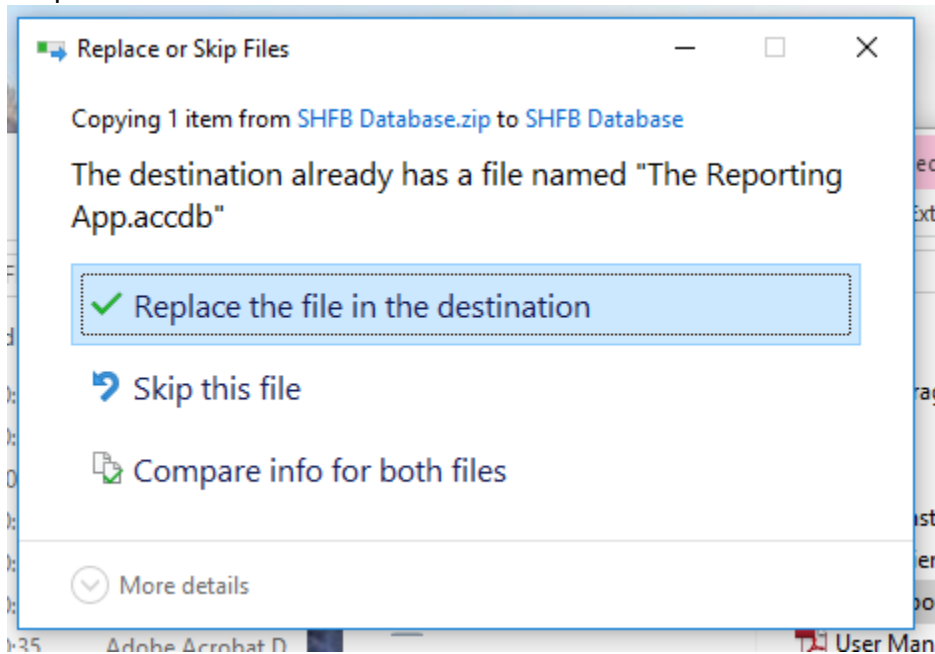 Replace or Skip Files
Copying 1 item from SHFB Database.zip to SHFB Database
The destination already has a file named "The Reporting
App.accdb"
Replace the file in the destination
Skip this file
Compare info for both files
More details
:35 Adobe Acrobat D
User Man